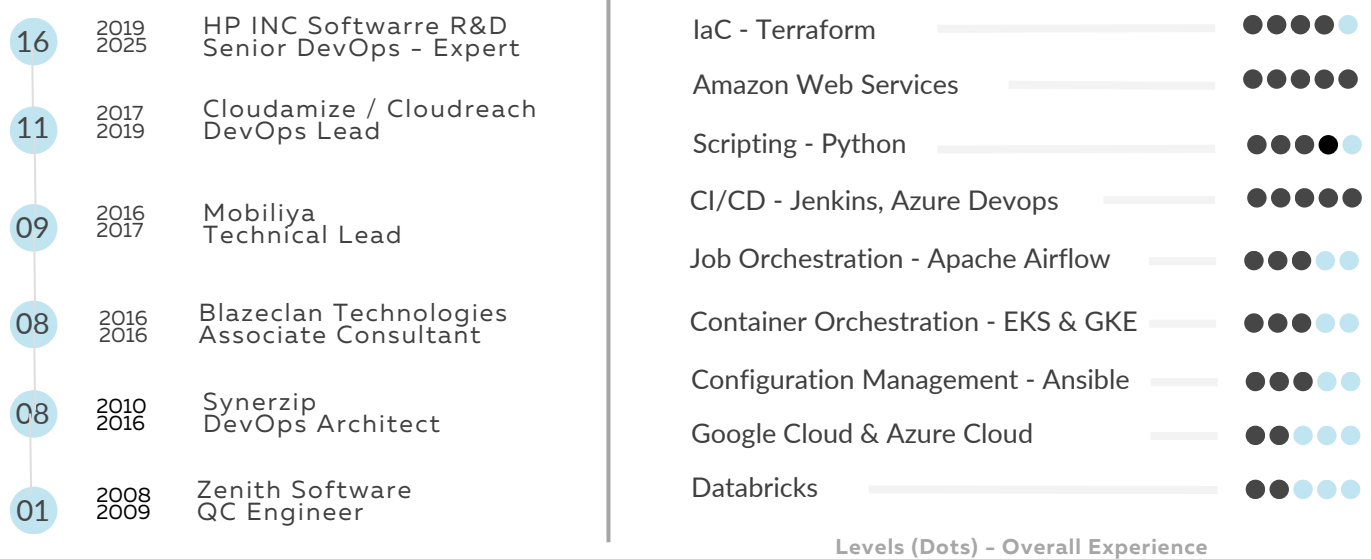 16
2019
2025
HP INC Softwarre R&D
Senior DevOps - Expert
11
2017
2019
Cloudamize / Cloudreach
DevOps Lead
09
2016
2017
Mobiliya
Technical Lead
08
2016
2016
Blazeclan Technologies
Associate Consultant
08
2010
2016
Synerzip
DevOps Architect
01
2008
2009
Zenith Software
QC Engineer
IaC - Terraform
Amazon Web Services
Scripting - Python
CI/CD - Jenkins, Azure Devops
Job Orchestration - Apache Airflow
Container Orchestration - EKS & GKE
Configuration Management - Ansible
Google Cloud & Azure Cloud
Databricks
Levels (Dots) - Overall Experience